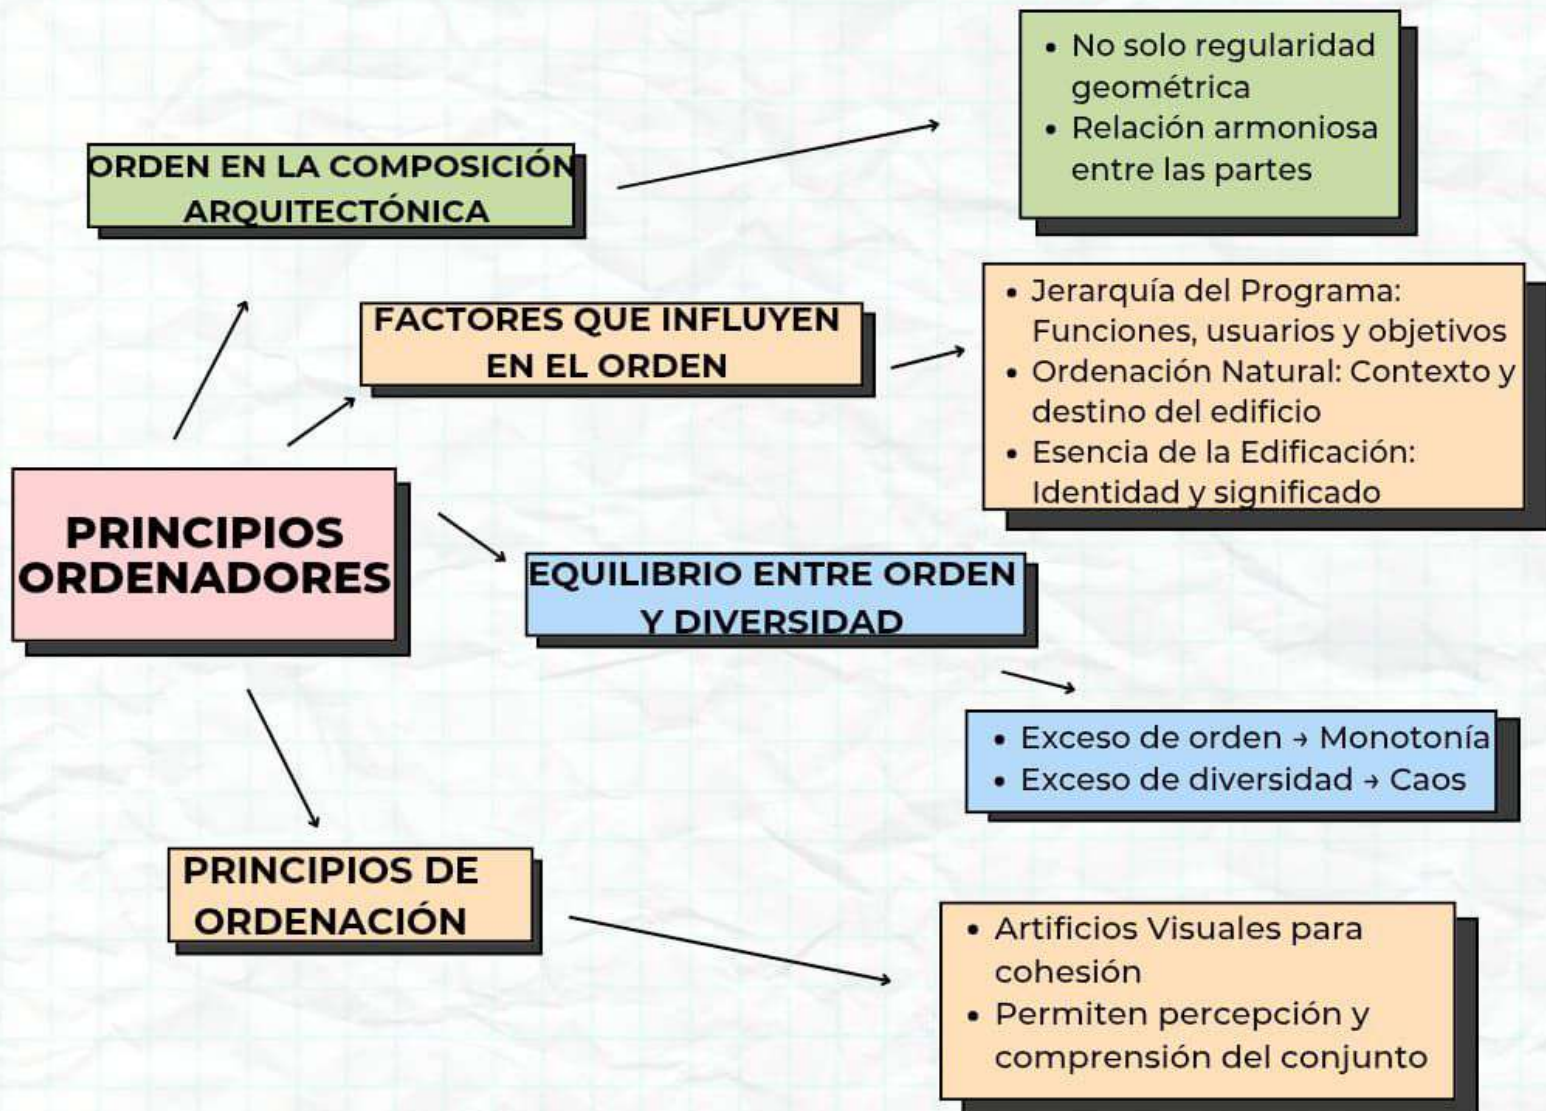 ORDEN EN LA COMPOSICIÓN
ARQUITECTÓNICA
• No solo regularidad
geométrica
• Relación armoniosa
entre las partes
FACTORES QUE INFLUYEN
EN EL ORDEN
• Jerarquía del Programa:
Funciones, usuarios y objetivos
• Ordenación Natural: Contexto y
destino del edificio
• Esencia de la Edificación:
Identidad y significado
PRINCIPIOS
ORDENADORES
EQUILIBRIO ENTRE ORDEN
Y DIVERSIDAD
• Exceso de orden → Monotonía
• Exceso de diversidad → Caos
PRINCIPIOS DE
ORDENACIÓN
• Artificios Visuales para
cohesión
• Permiten percepción y
comprensión del conjunto